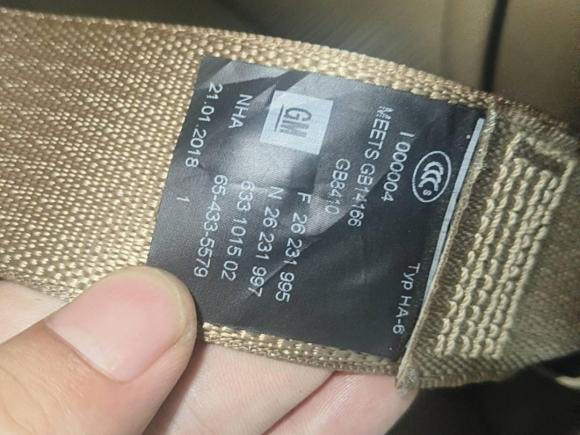 CCC S
Typ HA-6
I 000004
MEETS GB14166
GB8410
GM
F 26 231 995
N 26 231 997
NHA 633 1015 02
21.01.2018 65-433-5579 1